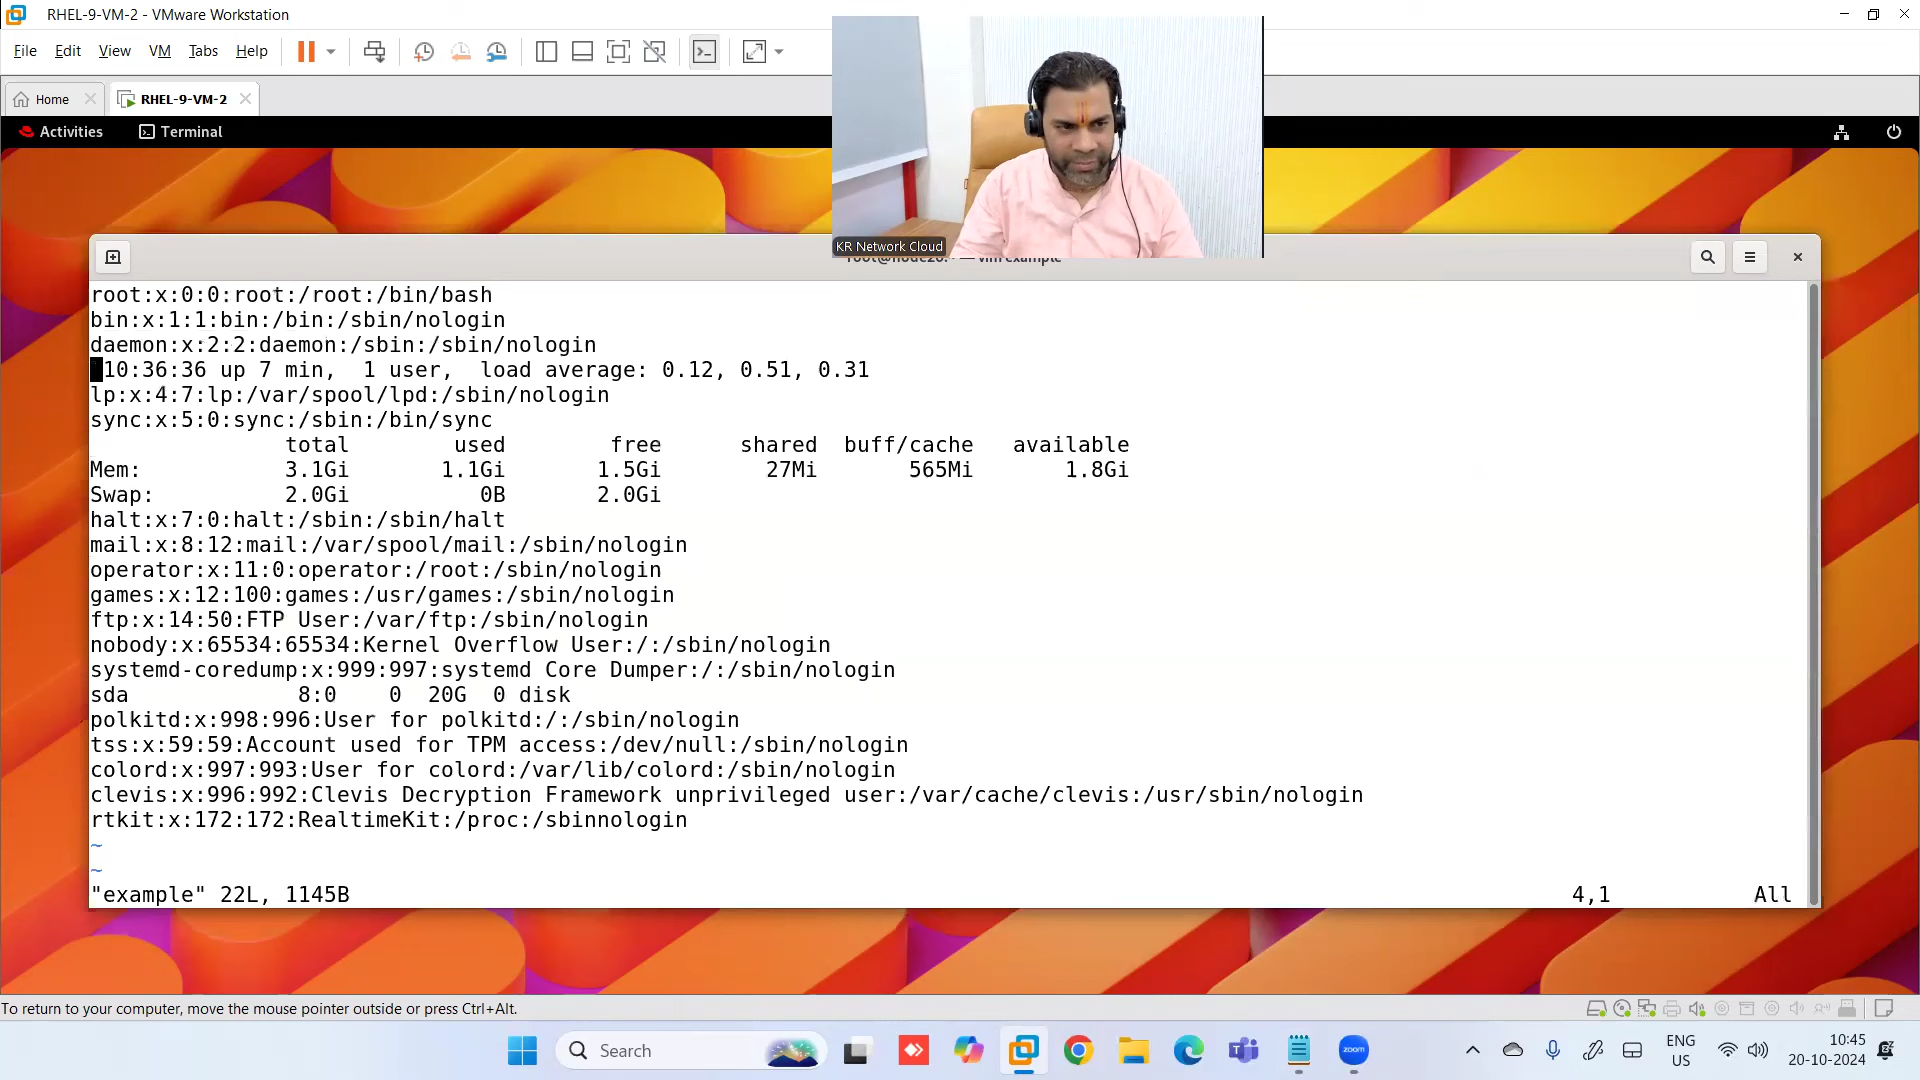 RHEL-9-VM-2 - VMware Workstation
File Edit View VM Tabs Help
Home RHEL-9-VM-2
Activities Terminal
KR Network Cloud
root:x:0:0:root:/root:/bin/bash
bin:x:1:1:bin:/bin:/sbin/nologin
daemon:x:2:2:daemon:/sbin:/sbin/nologin
10:36:36 up 7 min, 1 user, load average: 0.12, 0.51, 0.31
lp:x:4:7:lp:/var/spool/lpd:/sbin/nologin
sync:x:5:0:sync:/sbin:/bin/sync
total used free shared buff/cache available
Mem: 3.1Gi 1.1Gi 1.5Gi 27Mi 565Mi 1.8Gi
Swap: 2.0Gi 0B 2.0Gi
halt:x:7:0:halt:/sbin:/sbin/halt
mail:x:8:12:mail:/var/spool/mail:/sbin/nologin
operator:x:11:0:operator:/root:/sbin/nologin
games:x:12:100:games:/usr/games:/sbin/nologin
ftp:x:14:50:FTP User:/var/ftp:/sbin/nologin
nobody:x:65534:65534:Kernel Overflow User:/:/sbin/nologin
systemd-coredump:x:999:997:systemd Core Dumper:/:/sbin/nologin
sda 8:0 0 20G 0 disk
polkitd:x:998:996:User for polkitd:/:/sbin/nologin
tss:x:59:59:Account used for TPM access:/dev/null:/sbin/nologin
colord:x:997:993:User for colord:/var/lib/colord:/sbin/nologin
clevis:x:996:992:Clevis Decryption Framework unprivileged user:/var/cache/clevis:/usr/sbin/nologin
rtkit:x:172:172:RealtimeKit:/proc:/sbinnologin
~
~
"example" 22L, 1145B 4,1 All
To return to your computer, move the mouse pointer outside or press Ctrl+Alt.
Search
zoom
ENG
US
10:45
20-10-2024